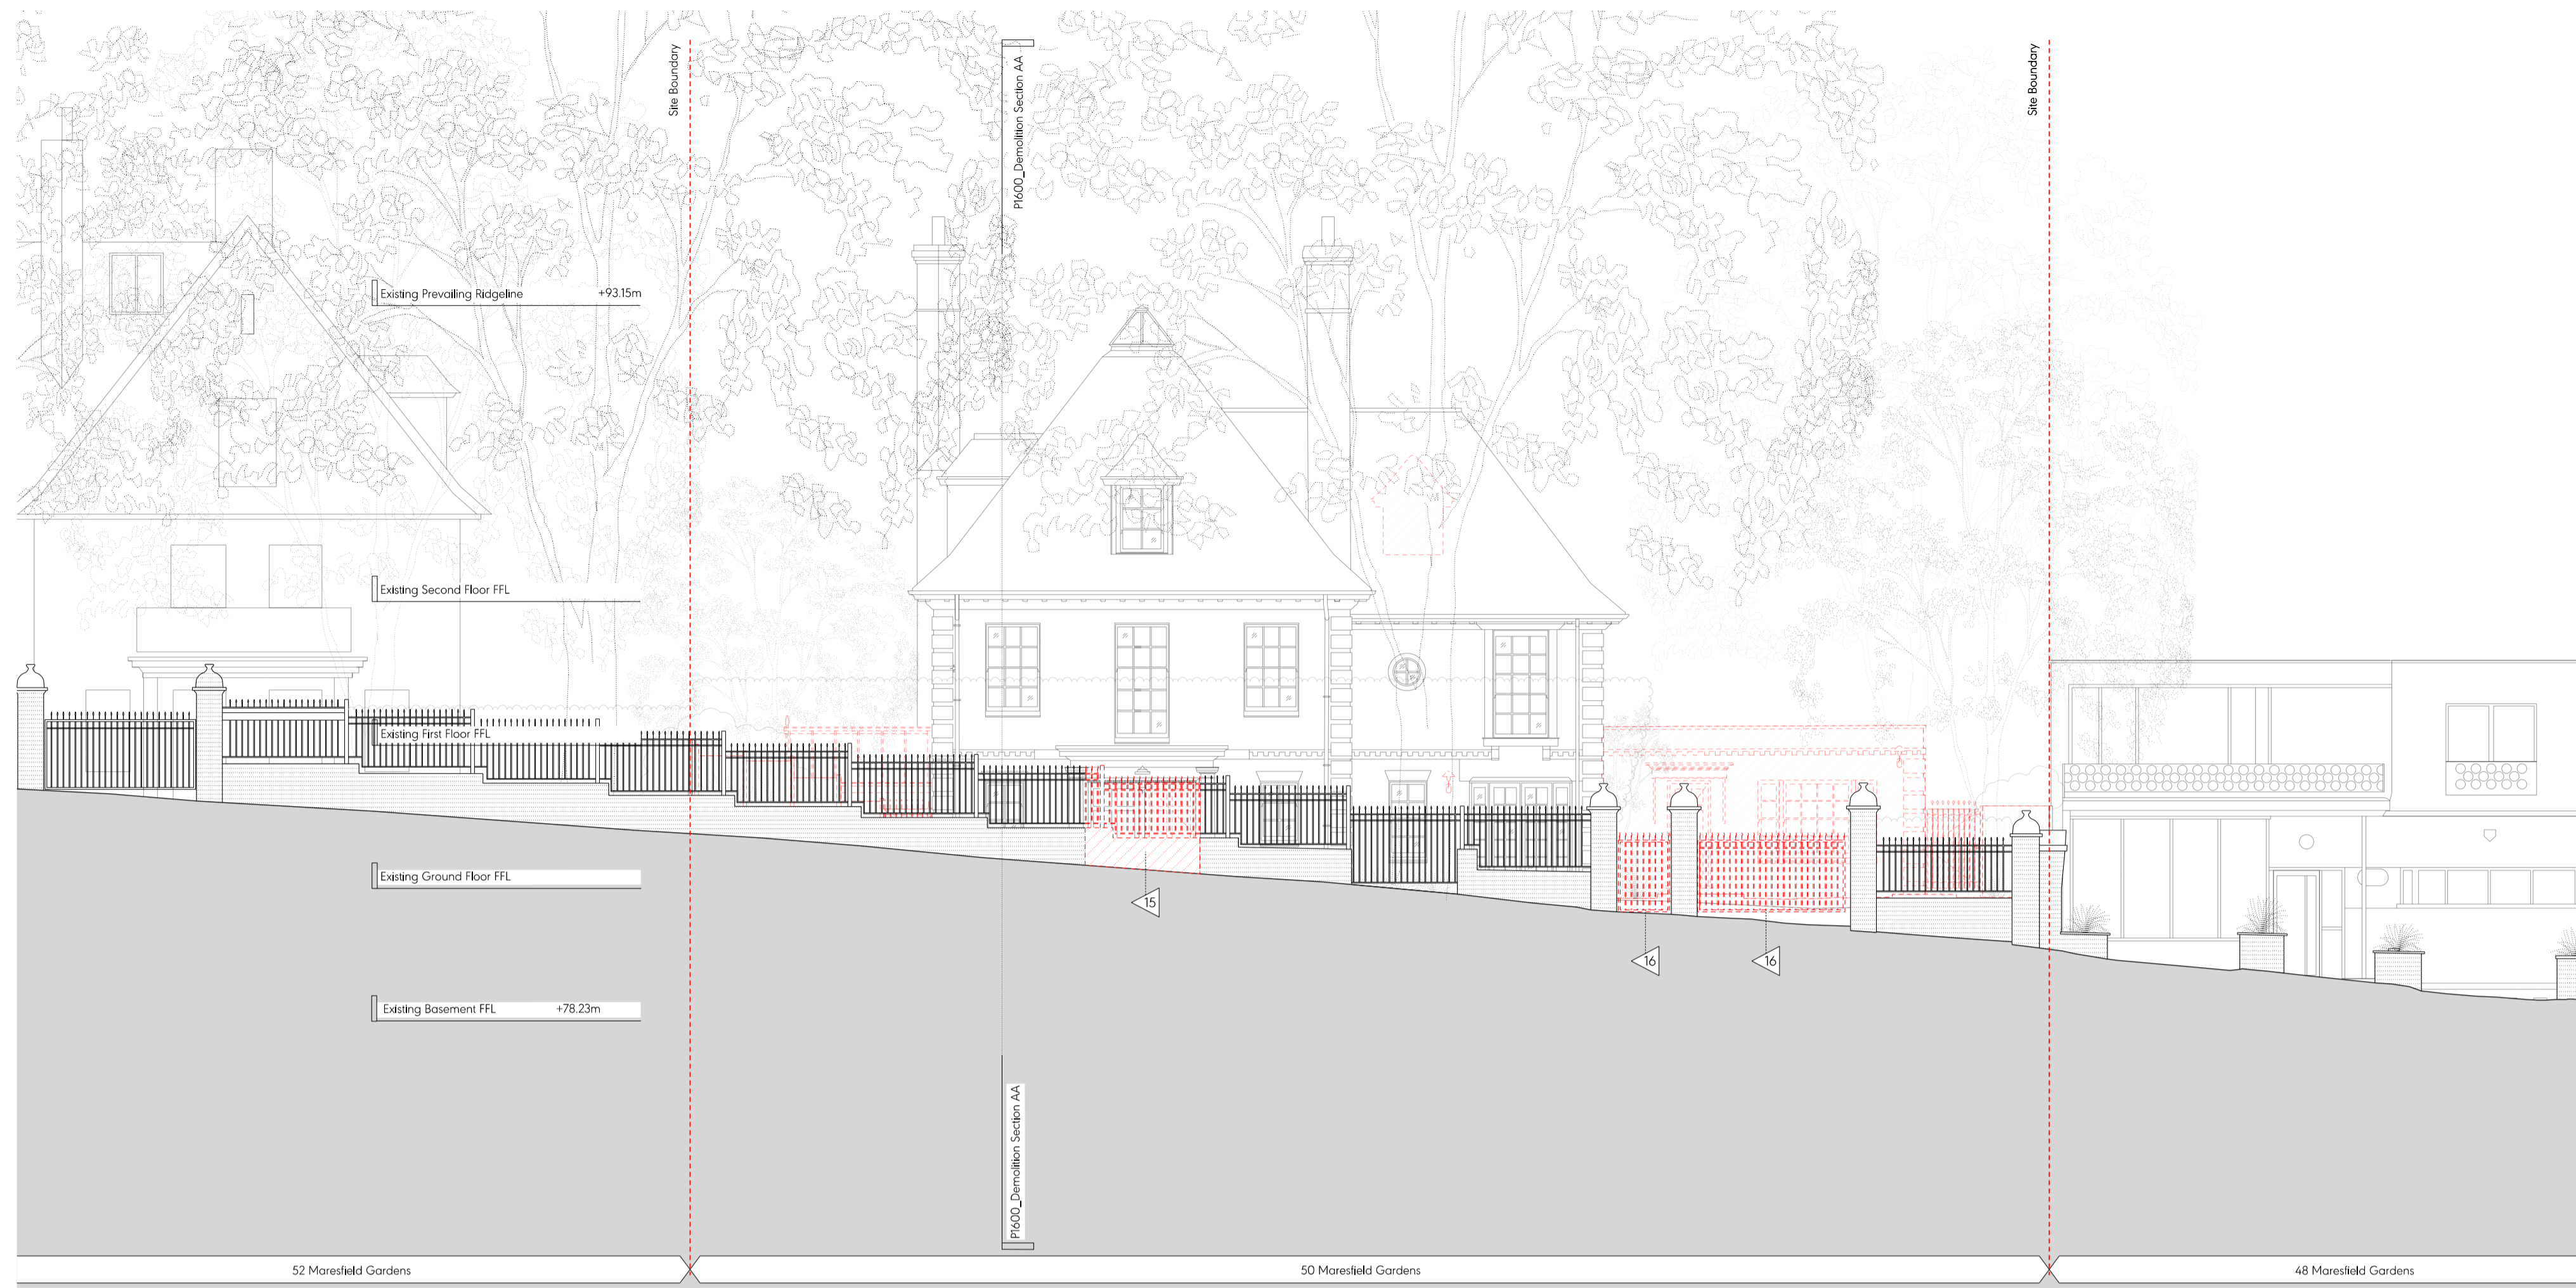 Site Boundary
P1600_Demolition Section AA
Site Boundary
Existing Prevailing Ridgeline +93.15m
Existing Second Floor FFL
Existing First Floor FFL
Existing Ground Floor FFL
15
16
16
Existing Basement FFL +78.23m
P1600_Demolition Section AA
52 Maresfield Gardens
50 Maresfield Gardens
48 Maresfield Gardens